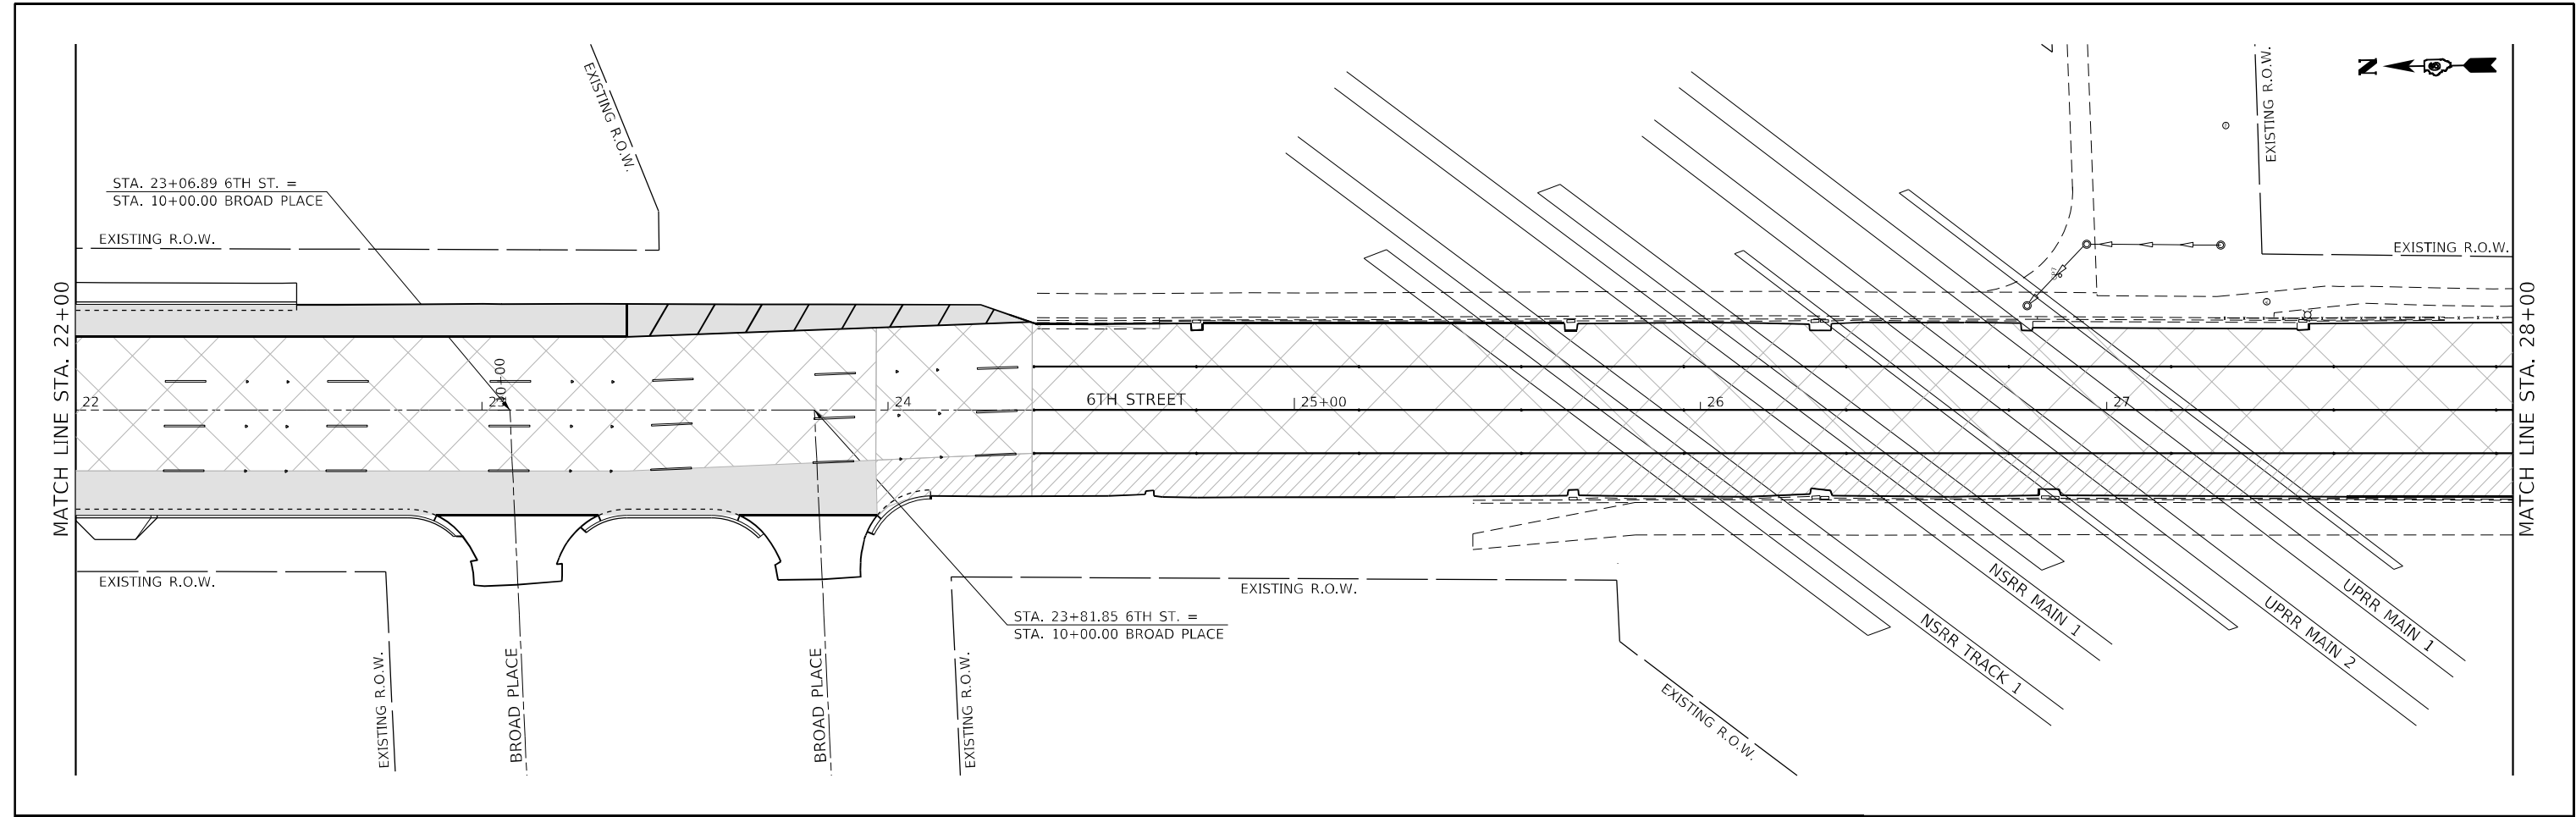 N
EXISTING R.O.W.
EXISTING R.O.W.
STA. 23+06.89 6TH ST. =
STA. 10+00.00 BROAD PLACE
EXISTING R.O.W.
EXISTING R.O.W.
MATCH LINE STA. 22+00
MATCH LINE STA. 28+00
10+00
22
23
24
6TH STREET
25+00
26
27
EXISTING R.O.W.
EXISTING R.O.W.
STA. 23+81.85 6TH ST. =
STA. 10+00.00 BROAD PLACE
NSRR MAIN 1
UPRR MAIN 1
NSRR TRACK 1
UPRR MAIN 2
EXISTING R.O.W.
BROAD PLACE
BROAD PLACE
EXISTING R.O.W.
EXISTING R.O.W.